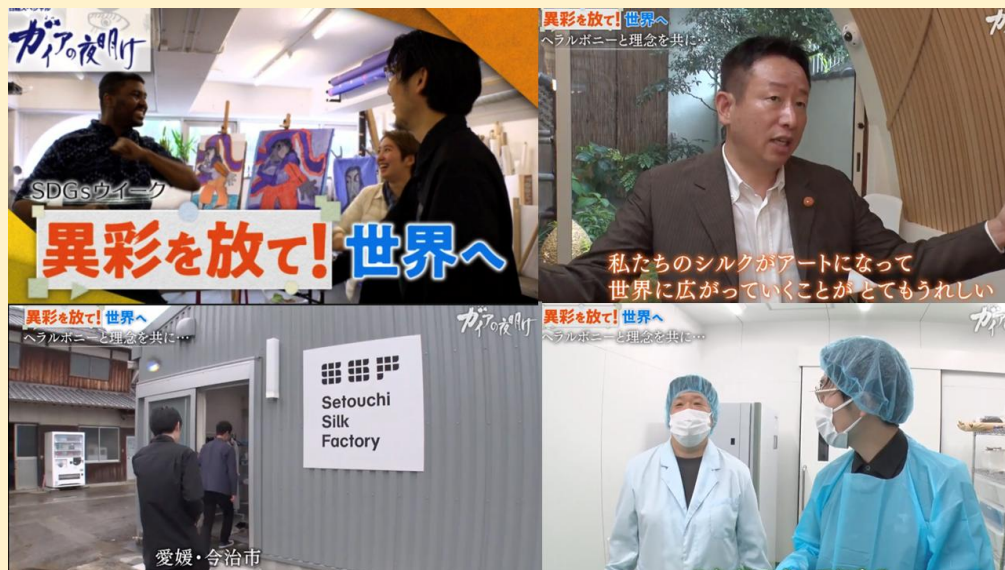 ガイアの夜明け
SDGsウイーク
異彩を放て!世界へ
異彩を放て!世界へ
ヘラルボニーと理念を共に…
私たちのシルクがアートになって
世界に広がっていくことが とてもうれしい
異彩を放て!世界へ
ヘラルボニーと理念を共に…
ガイアの夜明け
SSF
Setouchi
Silk
Factory
愛媛・今治市
異彩を放て!世界へ
ヘラルボニーと理念を共に…